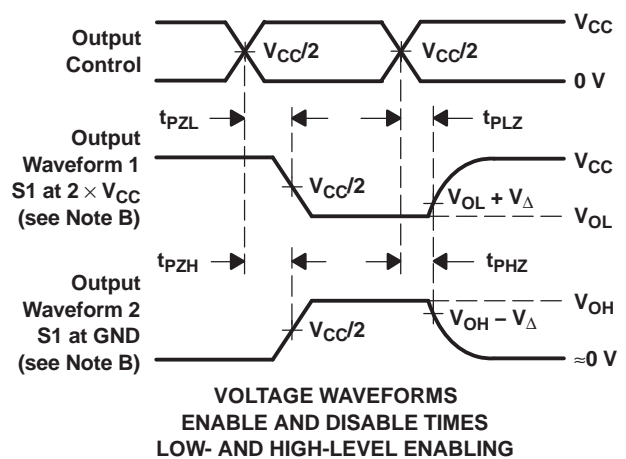 Output
Control
V_CC/2
V_CC/2
V_CC
0 V
t_PZL
t_PLZ
Output
Waveform 1
S1 at 2 × V_CC
(see Note B)
V_CC/2
V_CC
V_OL + V_Δ
V_OL
t_PZH
t_PHZ
Output
Waveform 2
S1 at GND
(see Note B)
V_CC/2
V_OH
V_OH − V_Δ
≈0 V
VOLTAGE WAVEFORMS
ENABLE AND DISABLE TIMES
LOW- AND HIGH-LEVEL ENABLING